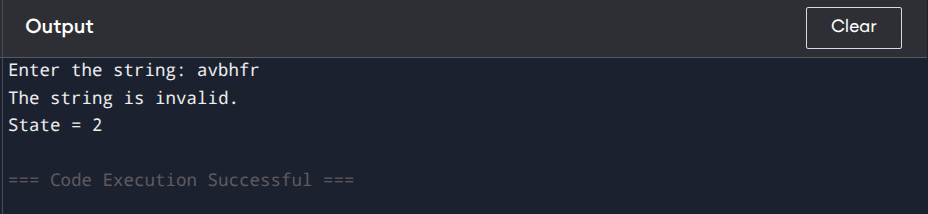 Output
Clear
Enter the string: avbhfr
The string is invalid.
State = 2
=== Code Execution Successful ===